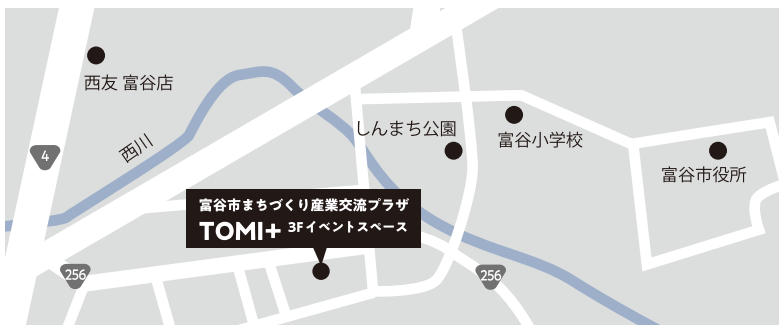 西友 富谷店
しんまち公園
富谷小学校
4
西川
富谷市役所
富谷市まちづくり産業交流プラザ
TOMI+ 3Fイベントスペース
256
256